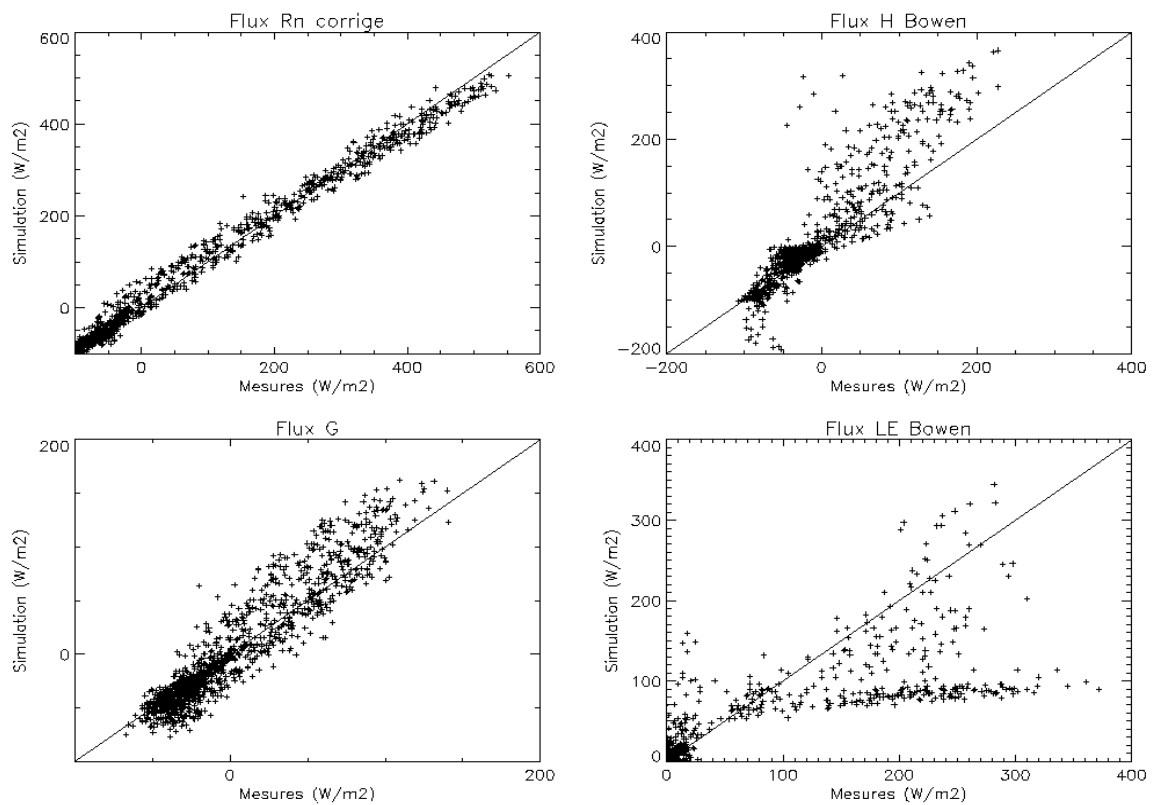 Flux Rn corrige
600
400
200
0
Simulation (W/m2)
0
200
400
600
Mesures (W/m2)
Flux H Bowen
400
200
0
-200
Simulation (W/m2)
-200
0
200
400
Mesures (W/m2)
Flux G
200
0
Simulation (W/m2)
0
200
Mesures (W/m2)
Flux LE Bowen
400
300
200
100
0
Simulation (W/m2)
0
100
200
300
400
Mesures (W/m2)